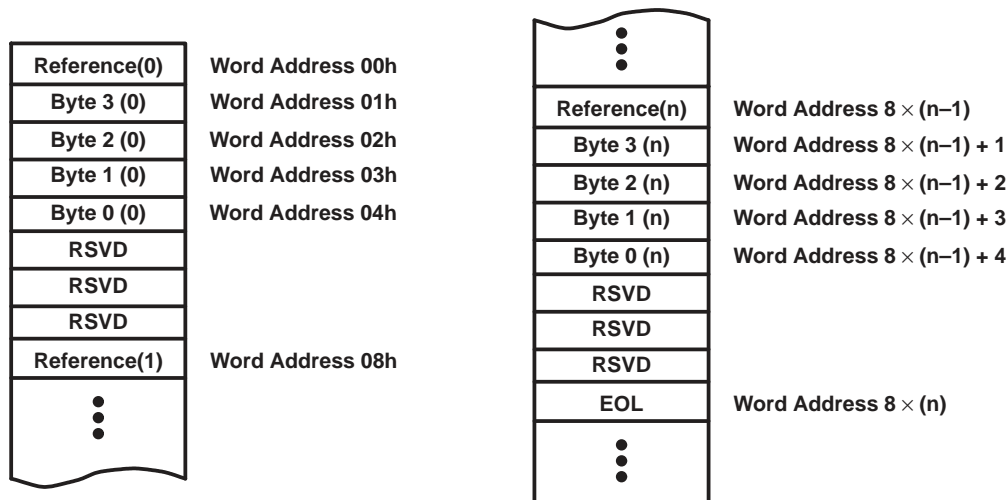 Reference(0) Word Address 00h
Byte 3 (0) Word Address 01h
Byte 2 (0) Word Address 02h
Byte 1 (0) Word Address 03h
Byte 0 (0) Word Address 04h
RSVD
RSVD
RSVD
Reference(1) Word Address 08h
Reference(n) Word Address 8 × (n–1)
Byte 3 (n) Word Address 8 × (n–1) + 1
Byte 2 (n) Word Address 8 × (n–1) + 2
Byte 1 (n) Word Address 8 × (n–1) + 3
Byte 0 (n) Word Address 8 × (n–1) + 4
RSVD
RSVD
RSVD
EOL Word Address 8 × (n)